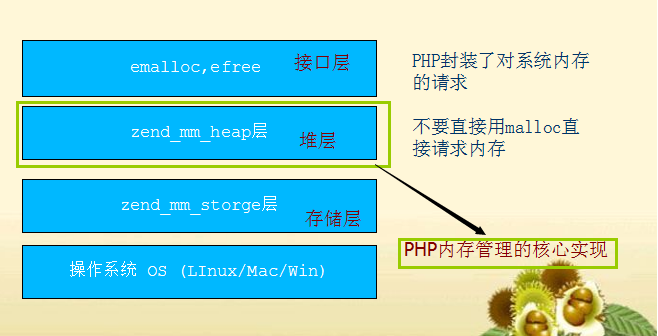 emalloc,efree 接口层
PHP封装了对系统内存
的请求
zend_mm_heap层 堆层
不要直接用malloc直
接请求内存
zend_mm_storge层 存储层
PHP内存管理的核心实现
操作系统 OS (LInux/Mac/Win)